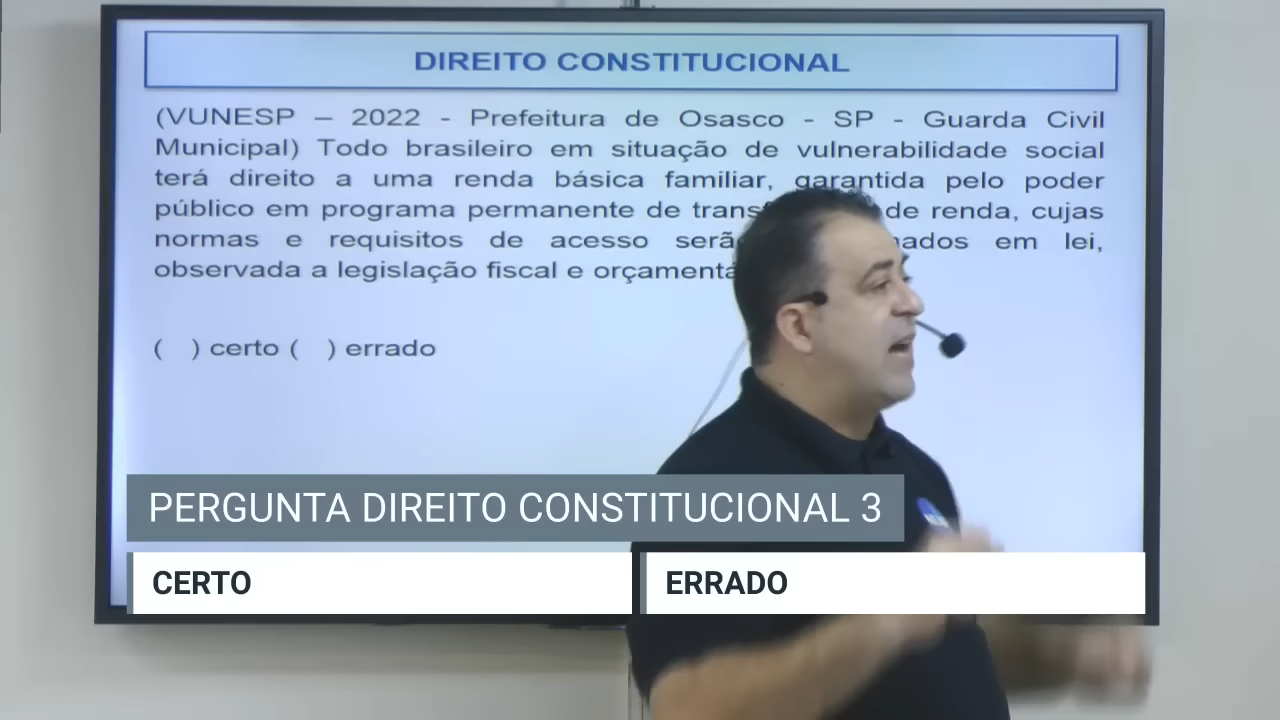 DIREITO CONSTITUCIONAL
(VUNESP – 2022 - Prefeitura de Osasco - SP - Guarda Civil
Municipal) Todo brasileiro em situação de vulnerabilidade social
terá direito a uma renda básica familiar, garantida pelo poder
público em programa permanente de de renda, cujas
normas e requisitos de acesso em lei,
observada a legislação fiscal e
( ) certo ( ) errado
PERGUNTA DIREITO CONSTITUCIONAL 3
CERTO
ERRADO